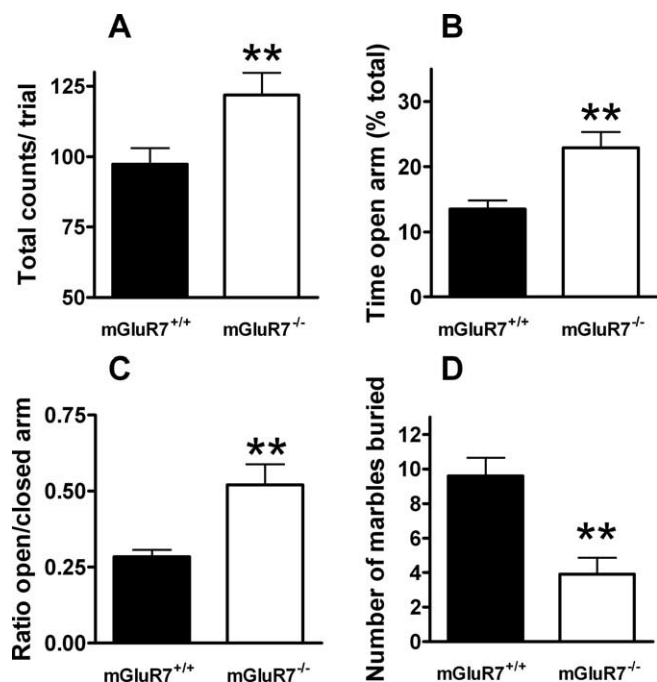 A
Total counts/ trial
125
100
75
50
**
mGluR7+/+
mGluR7-/-
B
Time open arm (% total)
30
20
10
0
**
mGluR7+/+
mGluR7-/-
C
Ratio open/closed arm
0.75
0.50
0.25
0.00
**
mGluR7+/+
mGluR7-/-
D
Number of marbles buried
12
10
8
6
4
2
0
**
mGluR7+/+
mGluR7-/-